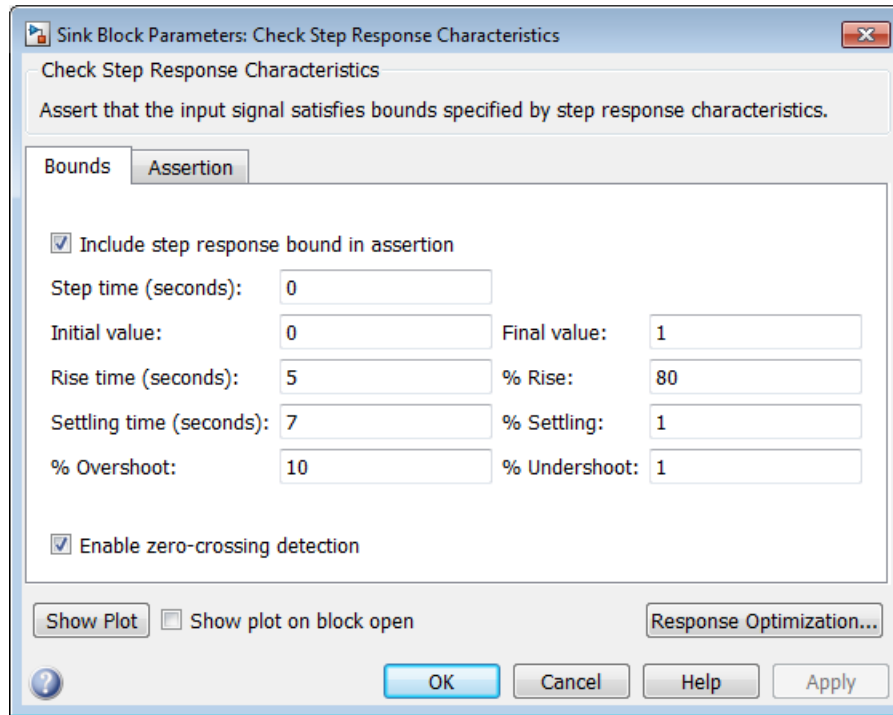 Sink Block Parameters: Check Step Response Characteristics
Check Step Response Characteristics
Assert that the input signal satisfies bounds specified by step response characteristics.
Bounds Assertion
Include step response bound in assertion
Step time (seconds): 0
Initial value: 0 Final value: 1
Rise time (seconds): 5 % Rise: 80
Settling time (seconds): 7 % Settling: 1
% Overshoot: 10 % Undershoot: 1
Enable zero-crossing detection
Show Plot Show plot on block open Response Optimization...
? OK Cancel Help Apply